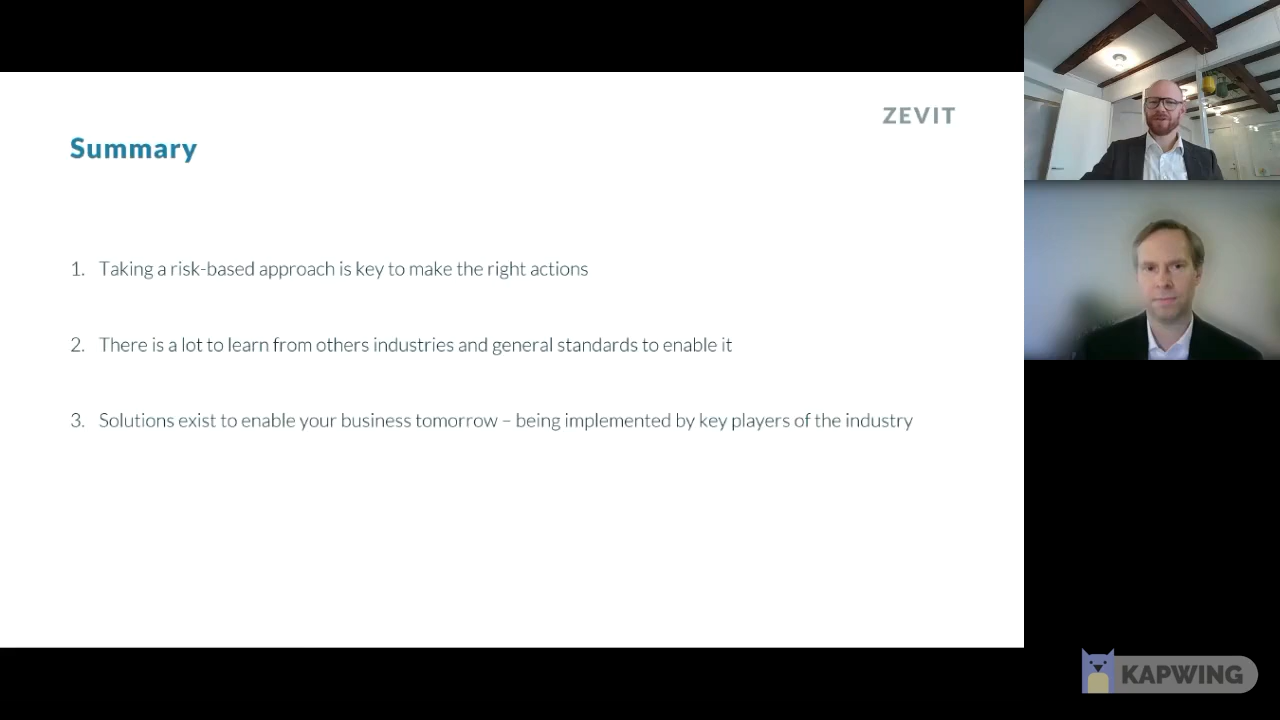 ZEVIT
Summary
1. Taking a risk-based approach is key to make the right actions
2. There is a lot to learn from others industries and general standards to enable it
3. Solutions exist to enable your business tomorrow – being implemented by key players of the industry
KAPWING